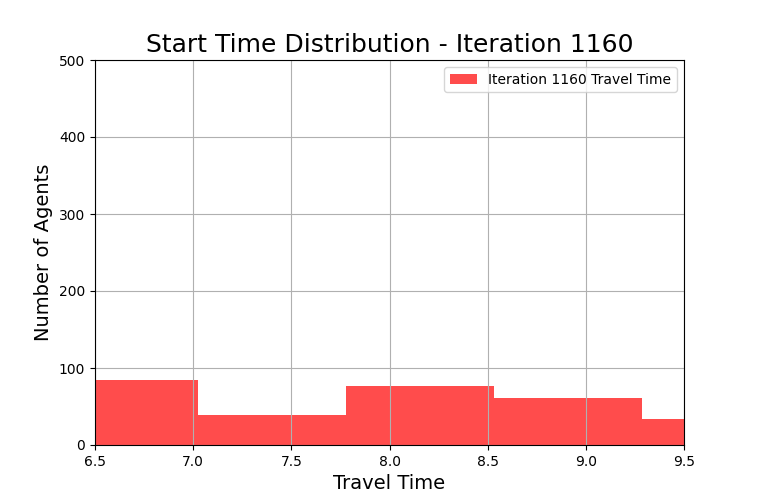 Start Time Distribution - Iteration 1160
Iteration 1160 Travel Time
Number of Agents
500
400
300
200
100
0
6.5 7.0 7.5 8.0 8.5 9.0 9.5
Travel Time